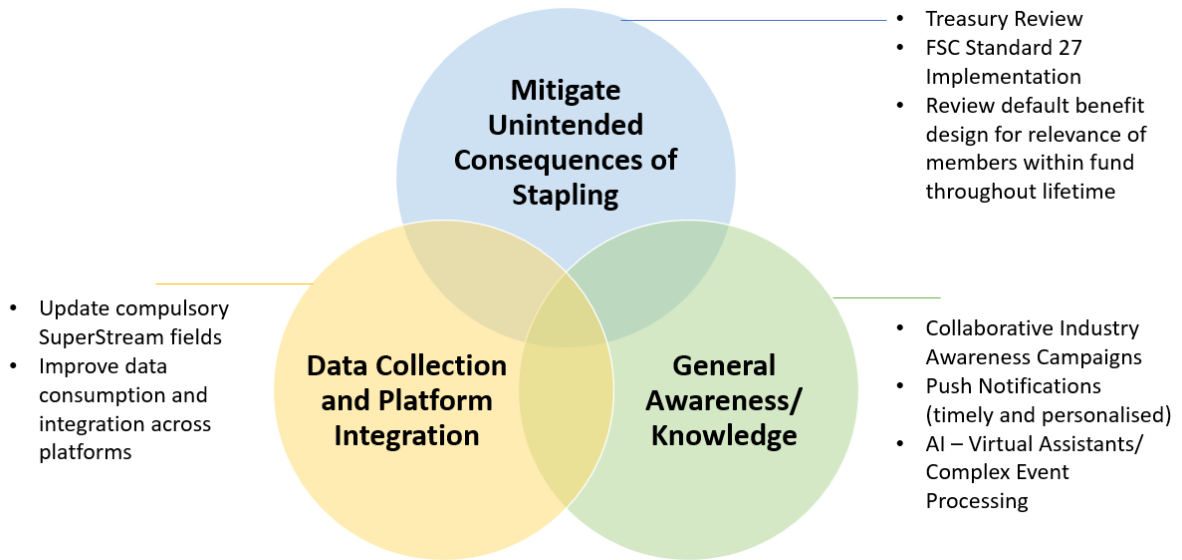 Mitigate
Unintended
Consequences of
Stapling
• Treasury Review
• FSC Standard 27
Implementation
• Review default benefit
design for relevance of
members within fund
throughout lifetime
• Update compulsory
SuperStream fields
• Improve data
consumption and
integration across
platforms
Data Collection
and Platform
Integration
General
Awareness/
Knowledge
• Collaborative Industry
Awareness Campaigns
• Push Notifications
(timely and personalised)
• AI – Virtual Assistants/
Complex Event
Processing